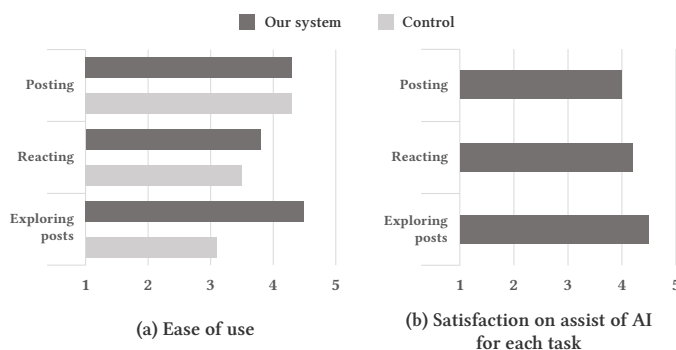 Our system Control
Posting
Reacting
Exploring
posts
1 2 3 4 5
(a) Ease of use
Posting
Reacting
Exploring
posts
1 2 3 4 5
(b) Satisfaction on assist of AI
for each task